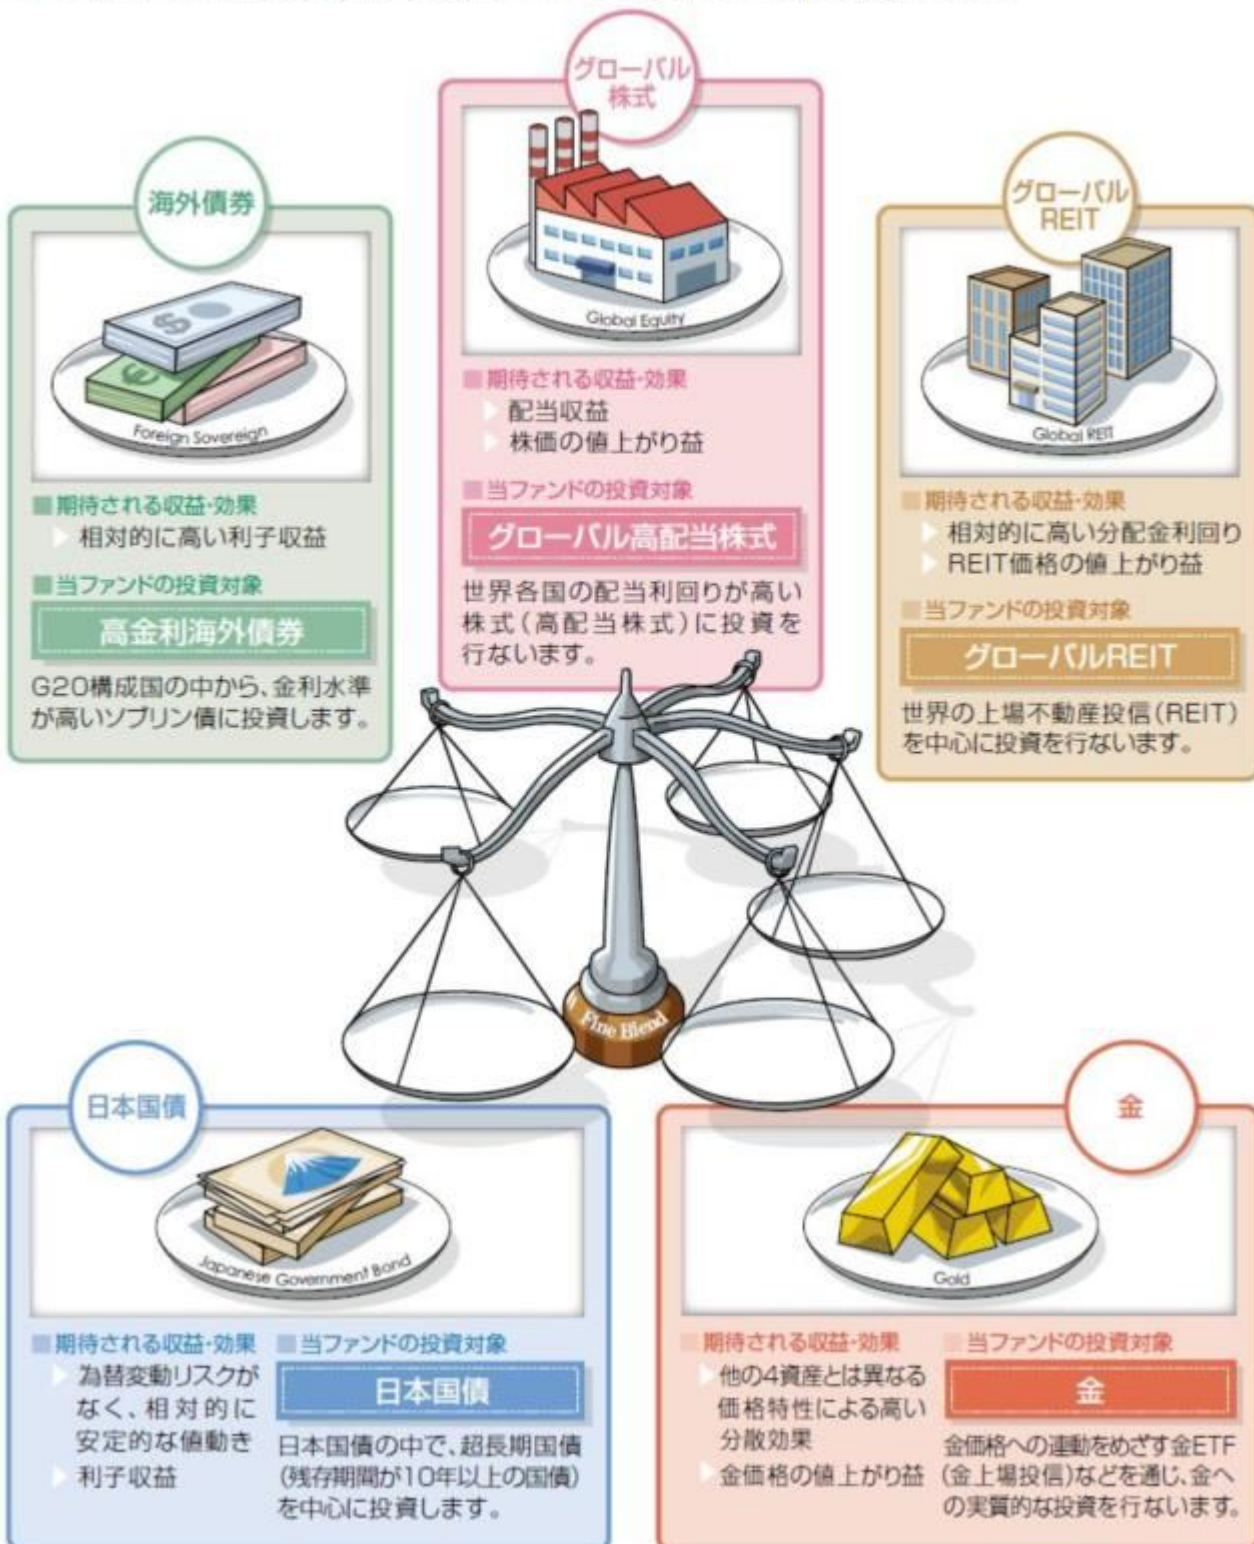 グローバル
株式
Global Equity
■期待される収益・効果
配当収益
株価の値上がり益
■当ファンドの投資対象
グローバル高配当株式
世界各国の配当利回りが高い
株式(高配当株式)に投資を
行ないます。
海外債券
Foreign Sovereign
■期待される収益・効果
相対的に高い利子収益
■当ファンドの投資対象
高金利海外債券
G20構成国の中から、金利水準
が高いソブリン債に投資します。
グローバル
REIT
Global REIT
■期待される収益・効果
相対的に高い分配金利回り
REIT価格の値上がり益
■当ファンドの投資対象
グローバルREIT
世界の上場不動産投信(REIT)
を中心に投資を行ないます。
Fine Blend
日本国債
Japanese Government Bond
■期待される収益・効果
為替変動リスクが
なく、相対的に
安定的な値動き
利子収益
■当ファンドの投資対象
日本国債
日本国債の中で、超長期国債
(残存期間が10年以上の国債)
を中心に投資します。
金
Gold
■期待される収益・効果
他の4資産とは異なる
価格特性による高い
分散効果
金価格の値上がり益
■当ファンドの投資対象
金
金価格への連動をめざす金ETF
(金上場投信)などを通じ、金へ
の実質的な投資を行ないます。